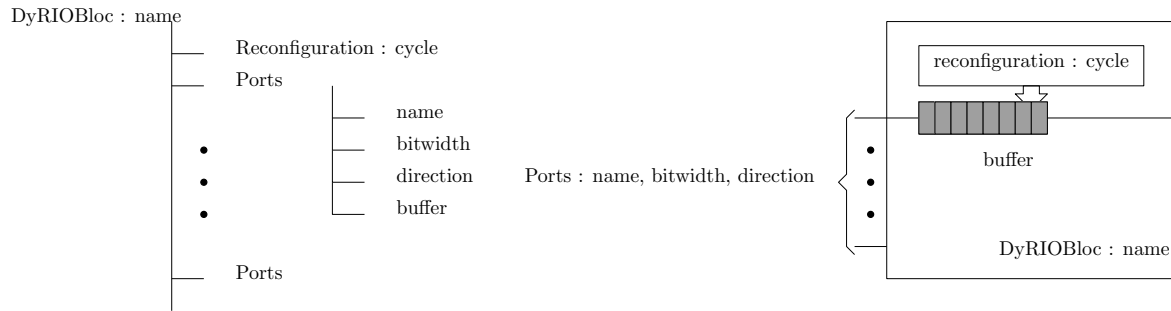 DyRIOBloc : name
Reconfiguration : cycle
Ports
name
bitwidth
direction
buffer
Ports
reconfiguration : cycle
buffer
Ports : name, bitwidth, direction
DyRIOBloc : name